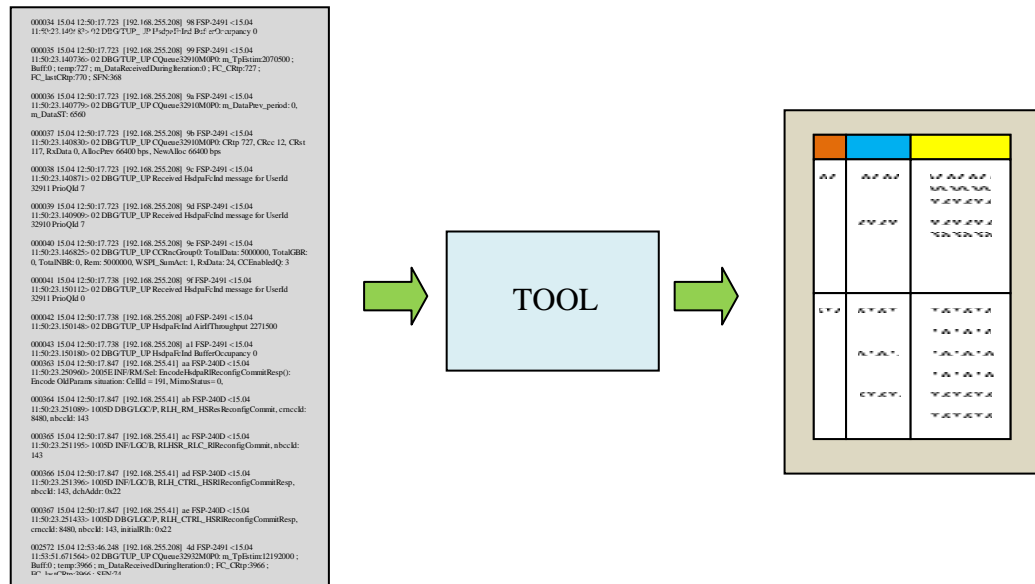 000034 15.04 12:50:17.723 [192.168.255.208] 98 FSP-2491 <15.04
11:50:23.140683> 02 DBG/TUP_UP HsdpaFcInd BufferOccupancy 0
000035 15.04 12:50:17.723 [192.168.255.208] 99 FSP-2491 <15.04
11:50:23.140736> 02 DBG/TUP_UP CQueue32910M0P0: m_TpEstim:2070500 ;
Buff:0 ; temp:727 ; m_DataReceivedDuringIteration:0 ; FC_CRtp:727 ;
FC_lastCRtp:770 ; SFN:368
000036 15.04 12:50:17.723 [192.168.255.208] 9a FSP-2491 <15.04
11:50:23.140779> 02 DBG/TUP_UP CQueue32910M0P0: m_DataPrev_period: 0,
m_DataST: 6560
000037 15.04 12:50:17.723 [192.168.255.208] 9b FSP-2491 <15.04
11:50:23.140830> 02 DBG/TUP_UP CQueue32910M0P0: CRtp 727, CRcc 12, CRst
117, RxData 0, AllocPrev 66400 bps, NewAlloc 66400 bps
000038 15.04 12:50:17.723 [192.168.255.208] 9c FSP-2491 <15.04
11:50:23.140871> 02 DBG/TUP_UP Received HsdpaFcInd message for UserId
32911 PrioQId 7
000039 15.04 12:50:17.723 [192.168.255.208] 9d FSP-2491 <15.04
11:50:23.140909> 02 DBG/TUP_UP Received HsdpaFcInd message for UserId
32910 PrioQId 7
000040 15.04 12:50:17.723 [192.168.255.208] 9e FSP-2491 <15.04
11:50:23.146825> 02 DBG/TUP_UP CCRncGroup0: TotalData: 5000000, TotalGBR:
0, TotalNBR: 0, Rem: 5000000, WSPI_SumAct: 1, RxData: 24, CCEnabledQ: 3
000041 15.04 12:50:17.738 [192.168.255.208] 9f FSP-2491 <15.04
11:50:23.150112> 02 DBG/TUP_UP Received HsdpaFcInd message for UserId
32911 PrioQId 0
000042 15.04 12:50:17.738 [192.168.255.208] a0 FSP-2491 <15.04
11:50:23.150148> 02 DBG/TUP_UP HsdpaFcInd AirIfThroughput 2271500
000043 15.04 12:50:17.738 [192.168.255.208] a1 FSP-2491 <15.04
11:50:23.150180> 02 DBG/TUP_UP HsdpaFcInd BufferOccupancy 0
000363 15.04 12:50:17.847 [192.168.255.41] aa FSP-240D <15.04
11:50:23.250960> 2005E INF/RM/Sel: EncodeHsdpaRlReconfigCommitResp():
Encode OldParams situation: CellId = 191, MimoStatus= 0,
000364 15.04 12:50:17.847 [192.168.255.41] ab FSP-240D <15.04
11:50:23.251089> 1005D DBG/LGC/P, RLH_RM_HSResReconfigCommit, crnccId:
8480, nbccId: 143
000365 15.04 12:50:17.847 [192.168.255.41] ac FSP-240D <15.04
11:50:23.251195> 1005D INF/LGC/B, RLHSR_RLC_RlReconfigCommit, nbccId:
143
000366 15.04 12:50:17.847 [192.168.255.41] ad FSP-240D <15.04
11:50:23.251396> 1005D INF/LGC/B, RLH_CTRL_HSRlReconfigCommitResp,
nbccId: 143, dchAddr: 0x22
000367 15.04 12:50:17.847 [192.168.255.41] ae FSP-240D <15.04
11:50:23.251433> 1005D DBG/LGC/P, RLH_CTRL_HSRlReconfigCommitResp,
crnccId: 8480, nbccId: 143, initialRlh: 0x22
002572 15.04 12:53:46.248 [192.168.255.208] 4d FSP-2491 <15.04
11:53:51.671564> 02 DBG/TUP_UP CQueue32932M0P0: m_TpEstim:12192000 ;
Buff:0 ; temp:3966 ; m_DataReceivedDuringIteration:0 ; FC_CRtp:3966 ;
FC_lastCRtp:3966 ; SFN:74
TOOL